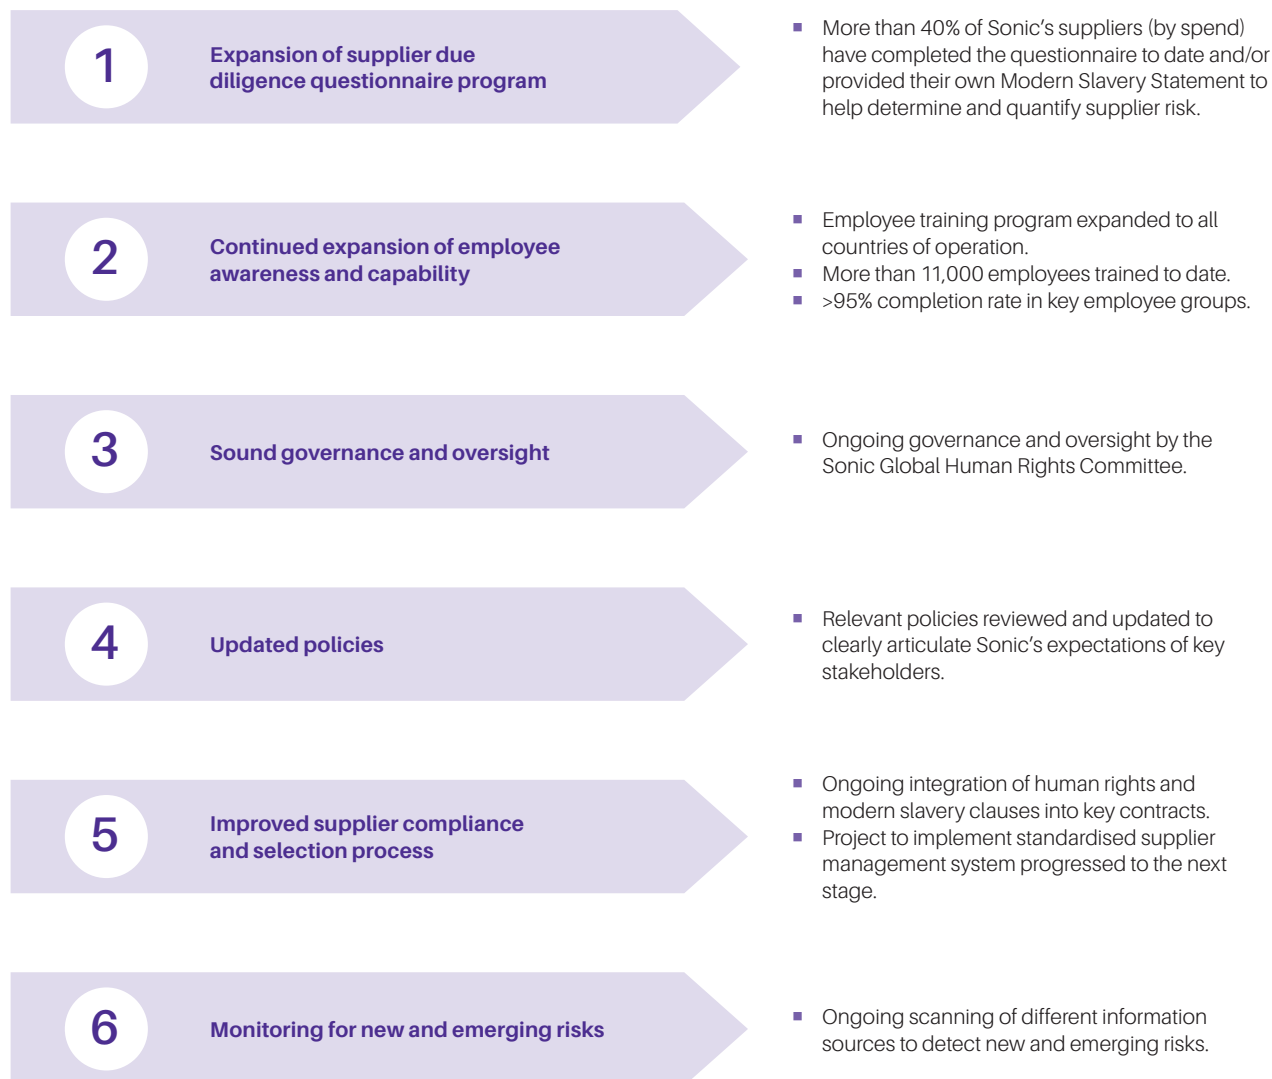 1
Expansion of supplier due
diligence questionnaire program
■ More than 40% of Sonic’s suppliers (by spend)
have completed the questionnaire to date and/or
provided their own Modern Slavery Statement to
help determine and quantify supplier risk.
2
Continued expansion of employee
awareness and capability
■ Employee training program expanded to all
countries of operation.
■ More than 11,000 employees trained to date.
■ >95% completion rate in key employee groups.
3
Sound governance and oversight
■ Ongoing governance and oversight by the
Sonic Global Human Rights Committee.
4
Updated policies
■ Relevant policies reviewed and updated to
clearly articulate Sonic’s expectations of key
stakeholders.
5
Improved supplier compliance
and selection process
■ Ongoing integration of human rights and
modern slavery clauses into key contracts.
■ Project to implement standardised supplier
management system progressed to the next
stage.
6
Monitoring for new and emerging risks
■ Ongoing scanning of different information
sources to detect new and emerging risks.